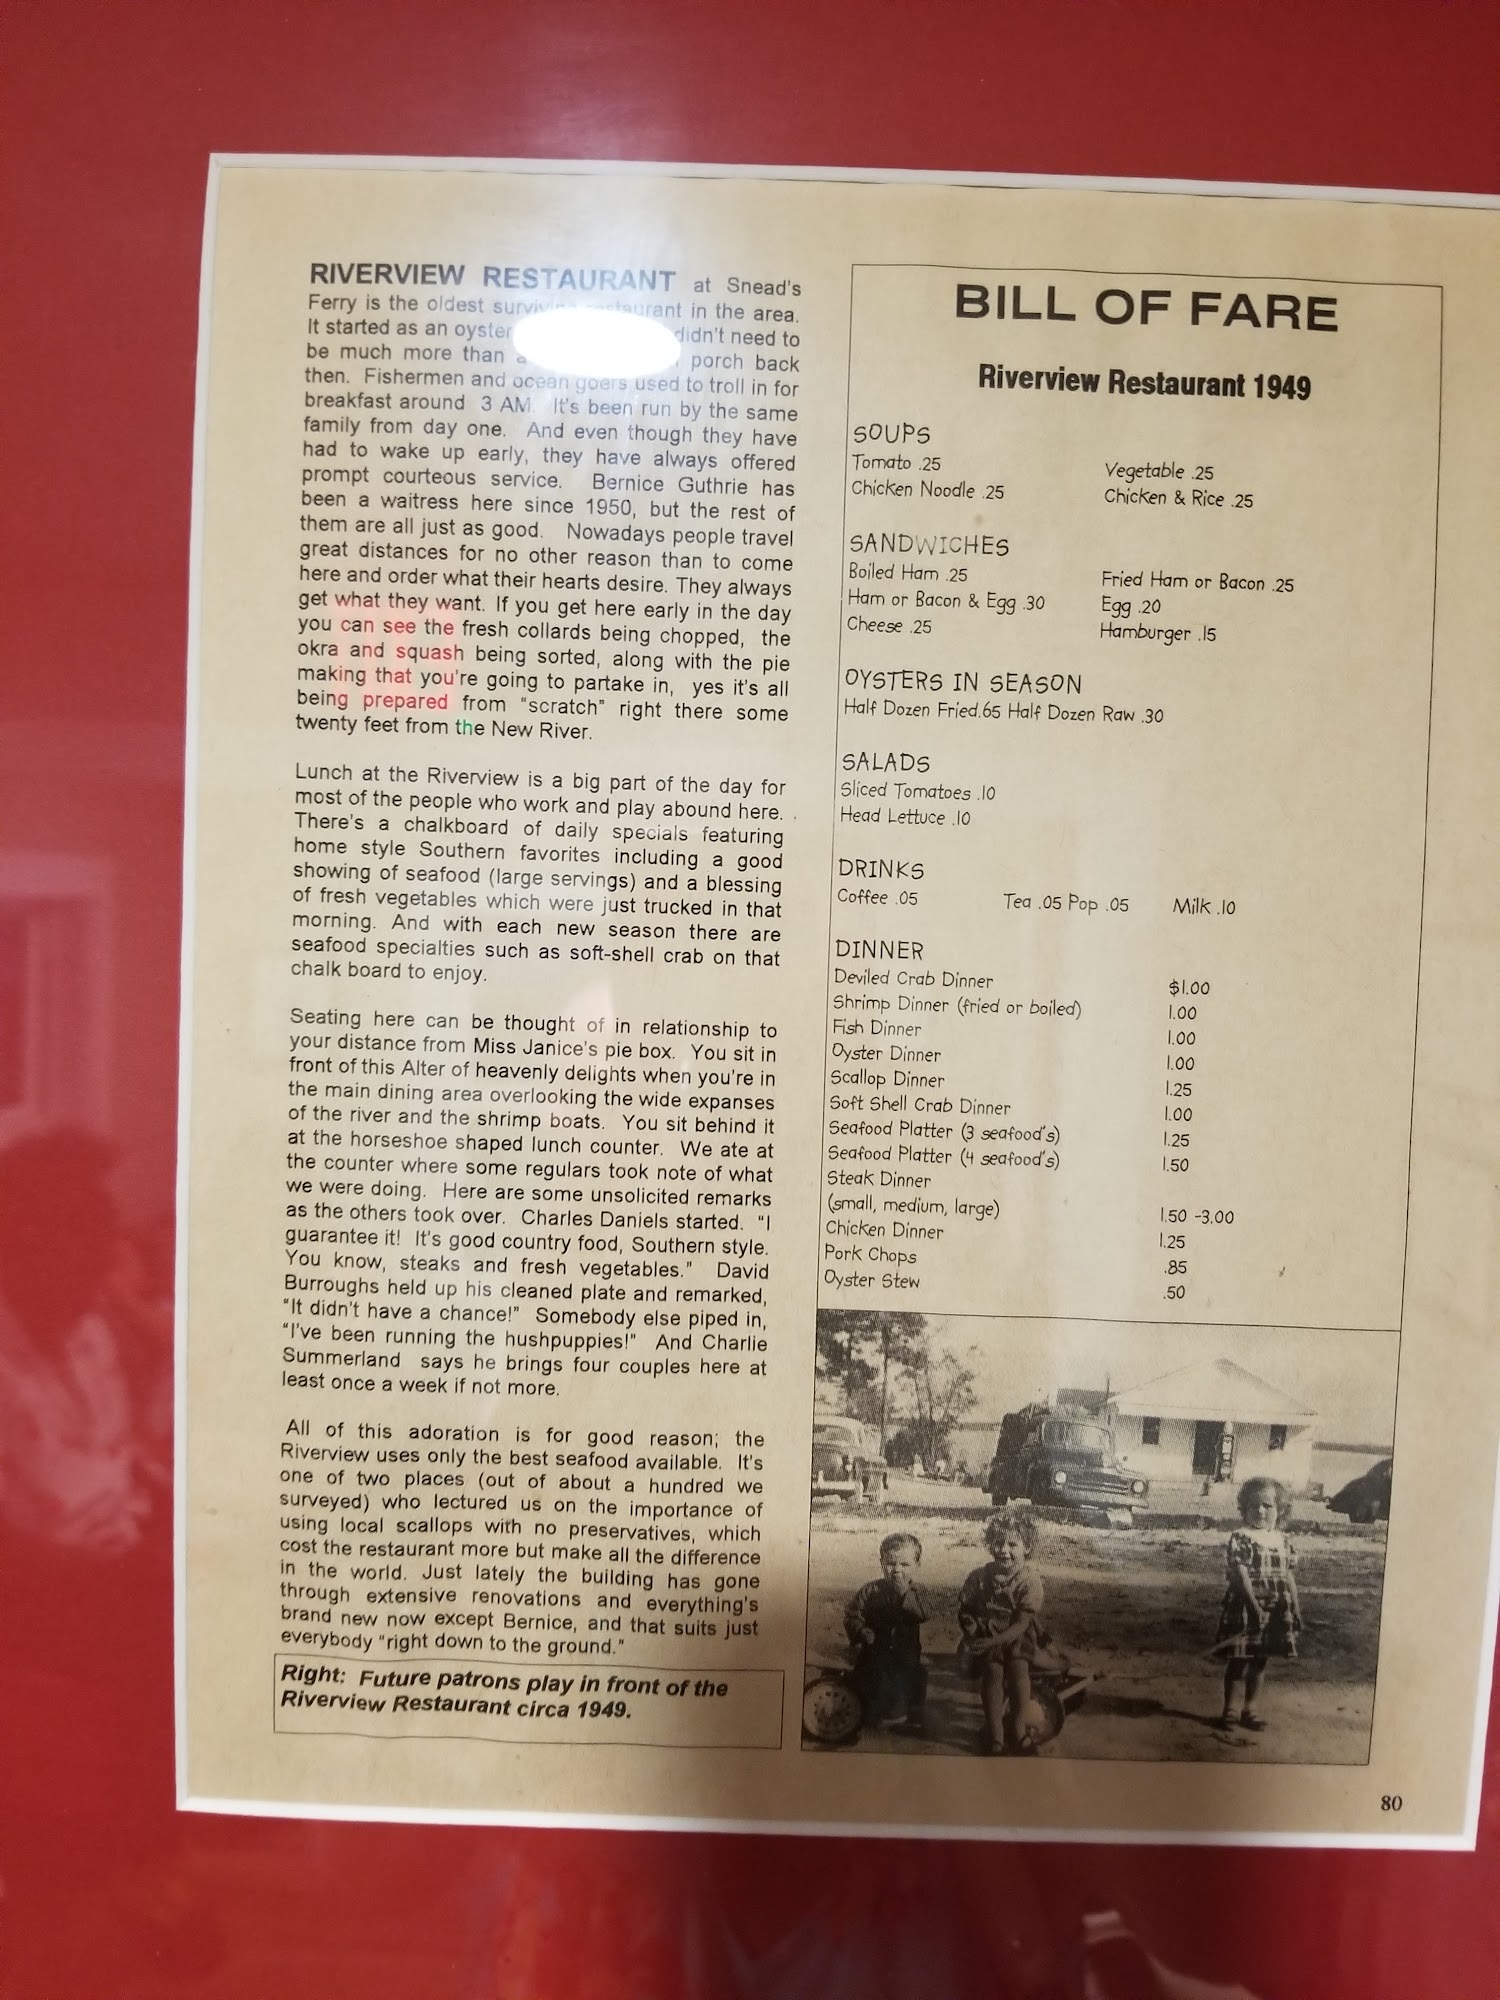 RIVERVIEW RESTAURANT at Snead's
Ferry is the oldest surviving restaurant in the area.
It started as an oyster didn't need to
be much more than a porch back
then. Fishermen and ocean goers used to troll in for
breakfast around 3 AM. It's been run by the same
family from day one. And even though they have
had to wake up early, they have always offered
prompt courteous service. Bernice Guthrie has
been a waitress here since 1950, but the rest of
them are all just as good. Nowadays people travel
great distances for no other reason than to come
here and order what their hearts desire. They always
get what they want. If you get here early in the day
you can see the fresh collards being chopped, the
okra and squash being sorted, along with the pie
making that you're going to partake in, yes it's all
being prepared from "scratch" right there some
twenty feet from the New River.
Lunch at the Riverview is a big part of the day for
most of the people who work and play abound here.
There's a chalkboard of daily specials featuring
home style Southern favorites including a good
showing of seafood (large servings) and a blessing
of fresh vegetables which were just trucked in that
morning. And with each new season there are
seafood specialties such as soft-shell crab on that
chalk board to enjoy.
Seating here can be thought of in relationship to
your distance from Miss Janice's pie box. You sit in
front of this Alter of heavenly delights when you're in
the main dining area overlooking the wide expanses
of the river and the shrimp boats. You sit behind it
at the horseshoe shaped lunch counter. We ate at
the counter where some regulars took note of what
we were doing. Here are some unsolicited remarks
as the others took over. Charles Daniels started. "I
guarantee it! It's good country food, Southern style.
You know, steaks and fresh vegetables." David
Burroughs held up his cleaned plate and remarked,
"It didn't have a chance!" Somebody else piped in,
"I've been running the hushpuppies!" And Charlie
Summerland says he brings four couples here at
least once a week if not more.
All of this adoration is for good reason; the
Riverview uses only the best seafood available. It's
one of two places (out of about a hundred we
surveyed) who lectured us on the importance of
using local scallops with no preservatives, which
cost the restaurant more but make all the difference
in the world. Just lately the building has gone
through extensive renovations and everything's
brand new now except Bernice, and that suits just
everybody "right down to the ground."
Right: Future patrons play in front of the
Riverview Restaurant circa 1949.
BILL OF FARE
Riverview Restaurant 1949
SOUPS
Tomato .25 Vegetable .25
Chicken Noodle .25 Chicken & Rice .25
SANDWICHES
Boiled Ham .25 Fried Ham or Bacon .25
Ham or Bacon & Egg .30 Egg .20
Cheese .25 Hamburger .15
OYSTERS IN SEASON
Half Dozen Fried.65 Half Dozen Raw .30
SALADS
Sliced Tomatoes .10
Head Lettuce .10
DRINKS
Coffee .05 Tea .05 Pop .05 Milk .10
DINNER
Deviled Crab Dinner $1.00
Shrimp Dinner (fried or boiled) 1.00
Fish Dinner 1.00
Oyster Dinner 1.00
Scallop Dinner 1.25
Soft Shell Crab Dinner 1.00
Seafood Platter (3 seafood's) 1.25
Seafood Platter (4 seafood's) 1.50
Steak Dinner
(small, medium, large) 1.50 -3.00
Chicken Dinner 1.25
Pork Chops .85
Oyster Stew .50
80